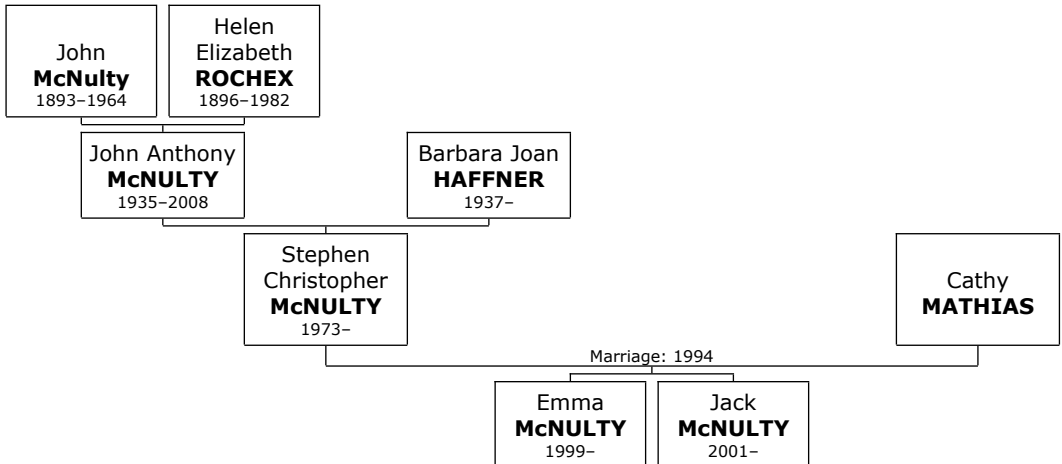 John
McNulty
1893–1964
Helen
Elizabeth
ROCHEX
1896–1982
John Anthony
McNULTY
1935–2008
Barbara Joan
HAFFNER
1937–
Stephen
Christopher
McNULTY
1973–
Cathy
MATHIAS
Marriage: 1994
Emma
McNULTY
1999–
Jack
McNULTY
2001–